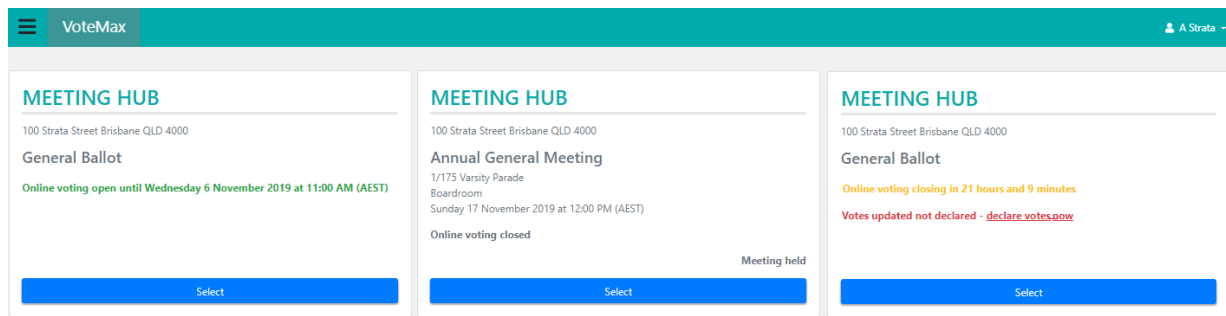 VoteMax
A Strata
MEETING HUB
100 Strata Street Brisbane QLD 4000
General Ballot
Online voting open until Wednesday 6 November 2019 at 11:00 AM (AEST)
Select
MEETING HUB
100 Strata Street Brisbane QLD 4000
Annual General Meeting
1/175 Varsity Parade
Boardroom
Sunday 17 November 2019 at 12:00 PM (AEST)
Online voting closed
Meeting held
Select
MEETING HUB
100 Strata Street Brisbane QLD 4000
General Ballot
Online voting closing in 21 hours and 9 minutes
Votes updated not declared - declare votes now
Select